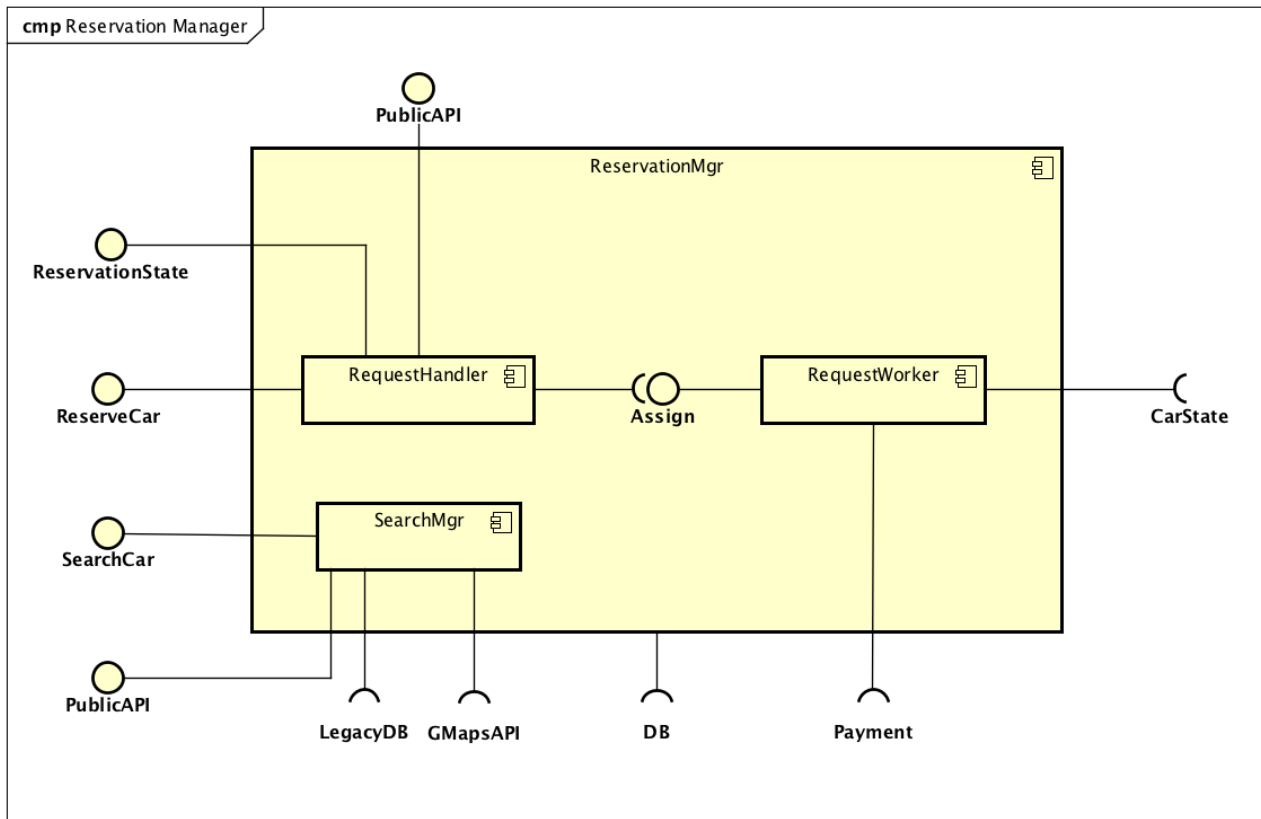 cmp Reservation Manager
PublicAPI
ReservationMgr
ReservationState
RequestHandler
RequestWorker
ReserveCar
Assign
CarState
SearchMgr
SearchCar
PublicAPI
LegacyDB
GMapsAPI
DB
Payment